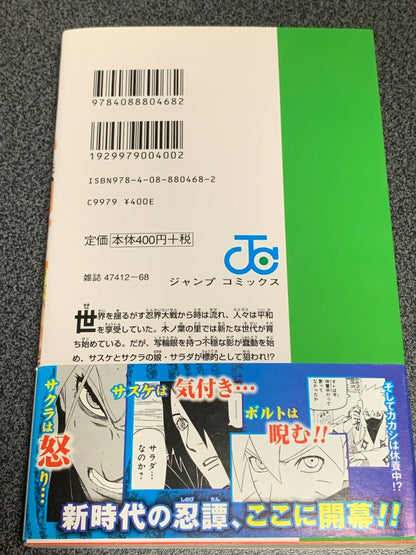 9784088804682
1929979004002
ISBN978-4-08-880468-2
C9979 ¥400E
定価 本体400円+税
雑誌 47412-68
JC
ジャンプ コミックス
世界を揺るがす忍界大戦から時は流れ、人々は平和
を享受していた。木ノ葉の里では新たな世代が育
ち始めている。だが、写輪眼を持つ不穏な影が蠢動を始
め、サスケとサクラの娘・サラダが標的として狙われ!?
そしてカカシは休養中!?
ボルトは
睨む!!
サスケは気付き…
サラダ…
なのか?
サクラは怒り…
新時代の忍譚、ここに開幕!!
しのび たん